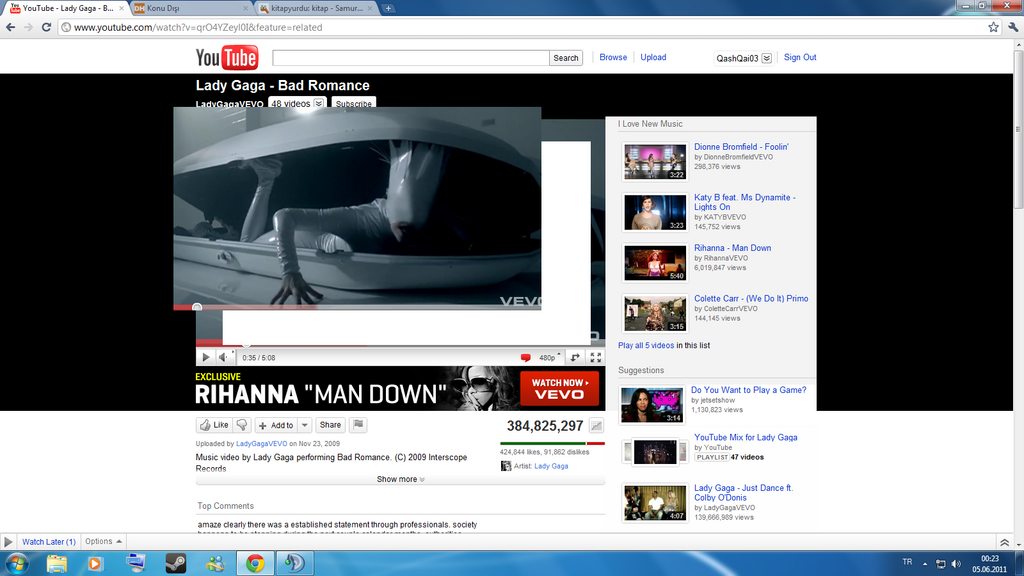 YouTube - Lady Gaga - B...
Konu Dışı
kitapyurdu: kitap - Samur...
www.youtube.com/watch?v=qrO4YZeyl0I&feature=related
YouTube
Search
Browse
Upload
QashQai03
Sign Out
Lady Gaga - Bad Romance
LadyGagaVEVO
48 videos
Subscribe
VEVO
0:35 / 5:08
480p
EXCLUSIVE
RIHANNA "MAN DOWN"
WATCH NOW
VEVO
Like
Add to
Share
384,825,297
Uploaded by LadyGagaVEVO on Nov 23, 2009
Music video by Lady Gaga performing Bad Romance. (C) 2009 Interscope
Records
424,844 likes, 91,862 dislikes
Artist: Lady Gaga
Show more
Top Comments
amaze clearly there was a established statement through professionals. society
I Love New Music
Dionne Bromfield - Foolin'
by DionneBromfieldVEVO
298,376 views
3:22
Katy B feat. Ms Dynamite -
Lights On
by KATYBVEVO
145,752 views
3:23
Rihanna - Man Down
by RihannaVEVO
6,019,847 views
5:40
Colette Carr - (We Do It) Primo
by ColetteCarrVEVO
144,145 views
3:15
Play all 5 videos in this list
Suggestions
Do You Want to Play a Game?
by jetsetshow
1,130,823 views
3:14
YouTube Mix for Lady Gaga
by YouTube
PLAYLIST 47 videos
Lady Gaga - Just Dance ft.
Colby O'Donis
by LadyGagaVEVO
139,666,989 views
4:07
Watch Later (1)
Options
TR
00:23
05.06.2011